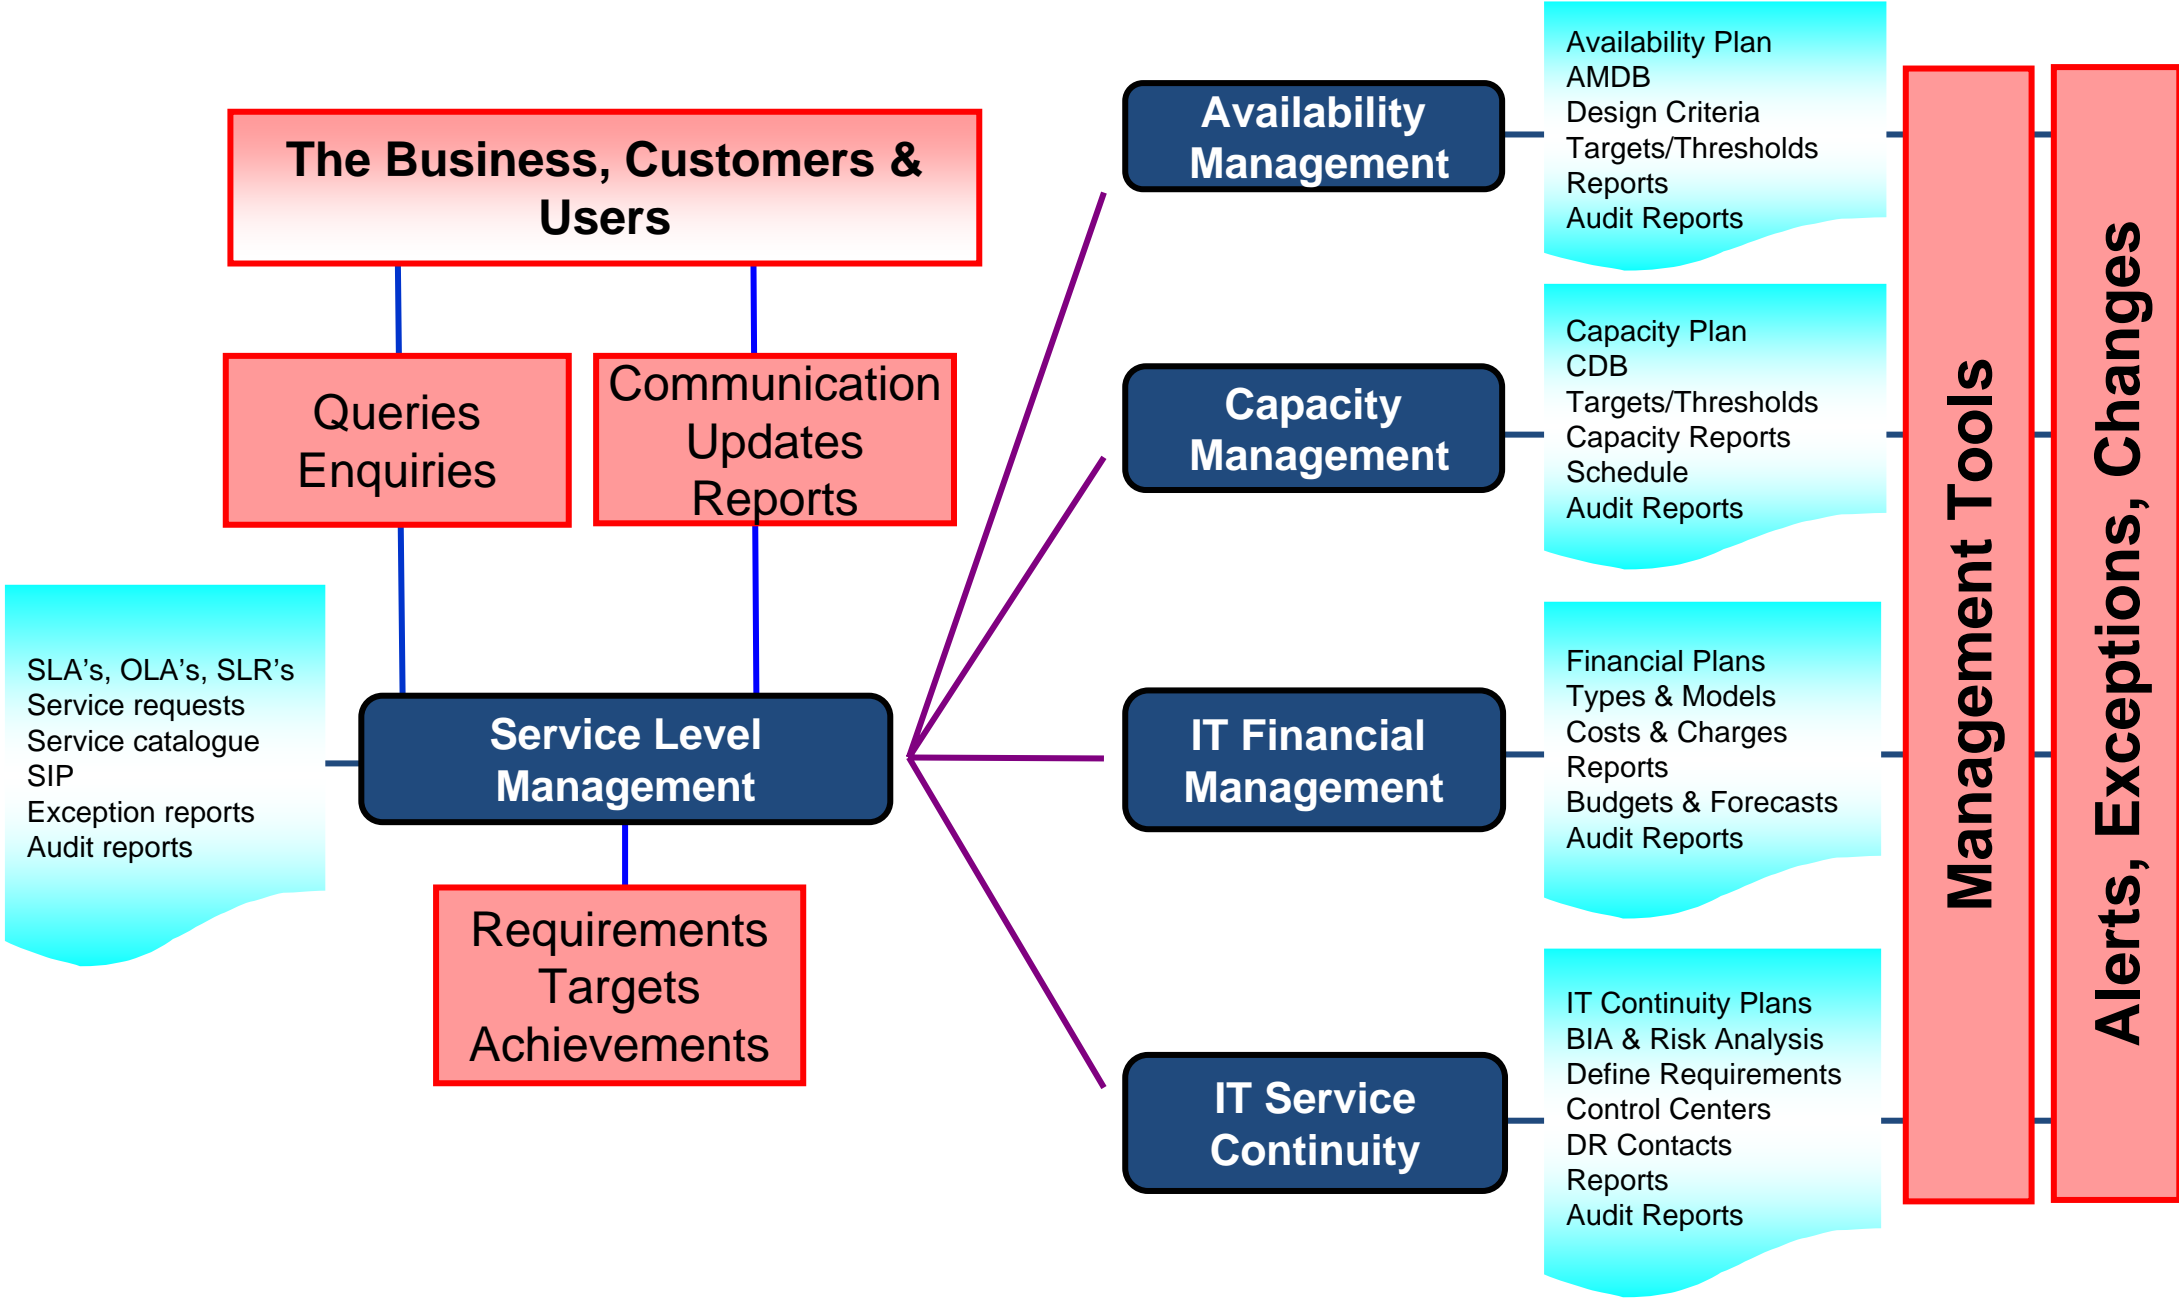 The Business, Customers &
Users
Queries
Enquiries
Communication
Updates
Reports
SLA’s, OLA’s, SLR’s
Service requests
Service catalogue
SIP
Exception reports
Audit reports
Service Level
Management
Requirements
Targets
Achievements
Availability
Management
Capacity
Management
IT Financial
Management
IT Service
Continuity
Availability Plan
AMDB
Design Criteria
Targets/Thresholds
Reports
Audit Reports
Capacity Plan
CDB
Targets/Thresholds
Capacity Reports
Schedule
Audit Reports
Financial Plans
Types & Models
Costs & Charges
Reports
Budgets & Forecasts
Audit Reports
IT Continuity Plans
BIA & Risk Analysis
Define Requirements
Control Centers
DR Contacts
Reports
Audit Reports
Management Tools
Alerts, Exceptions, Changes